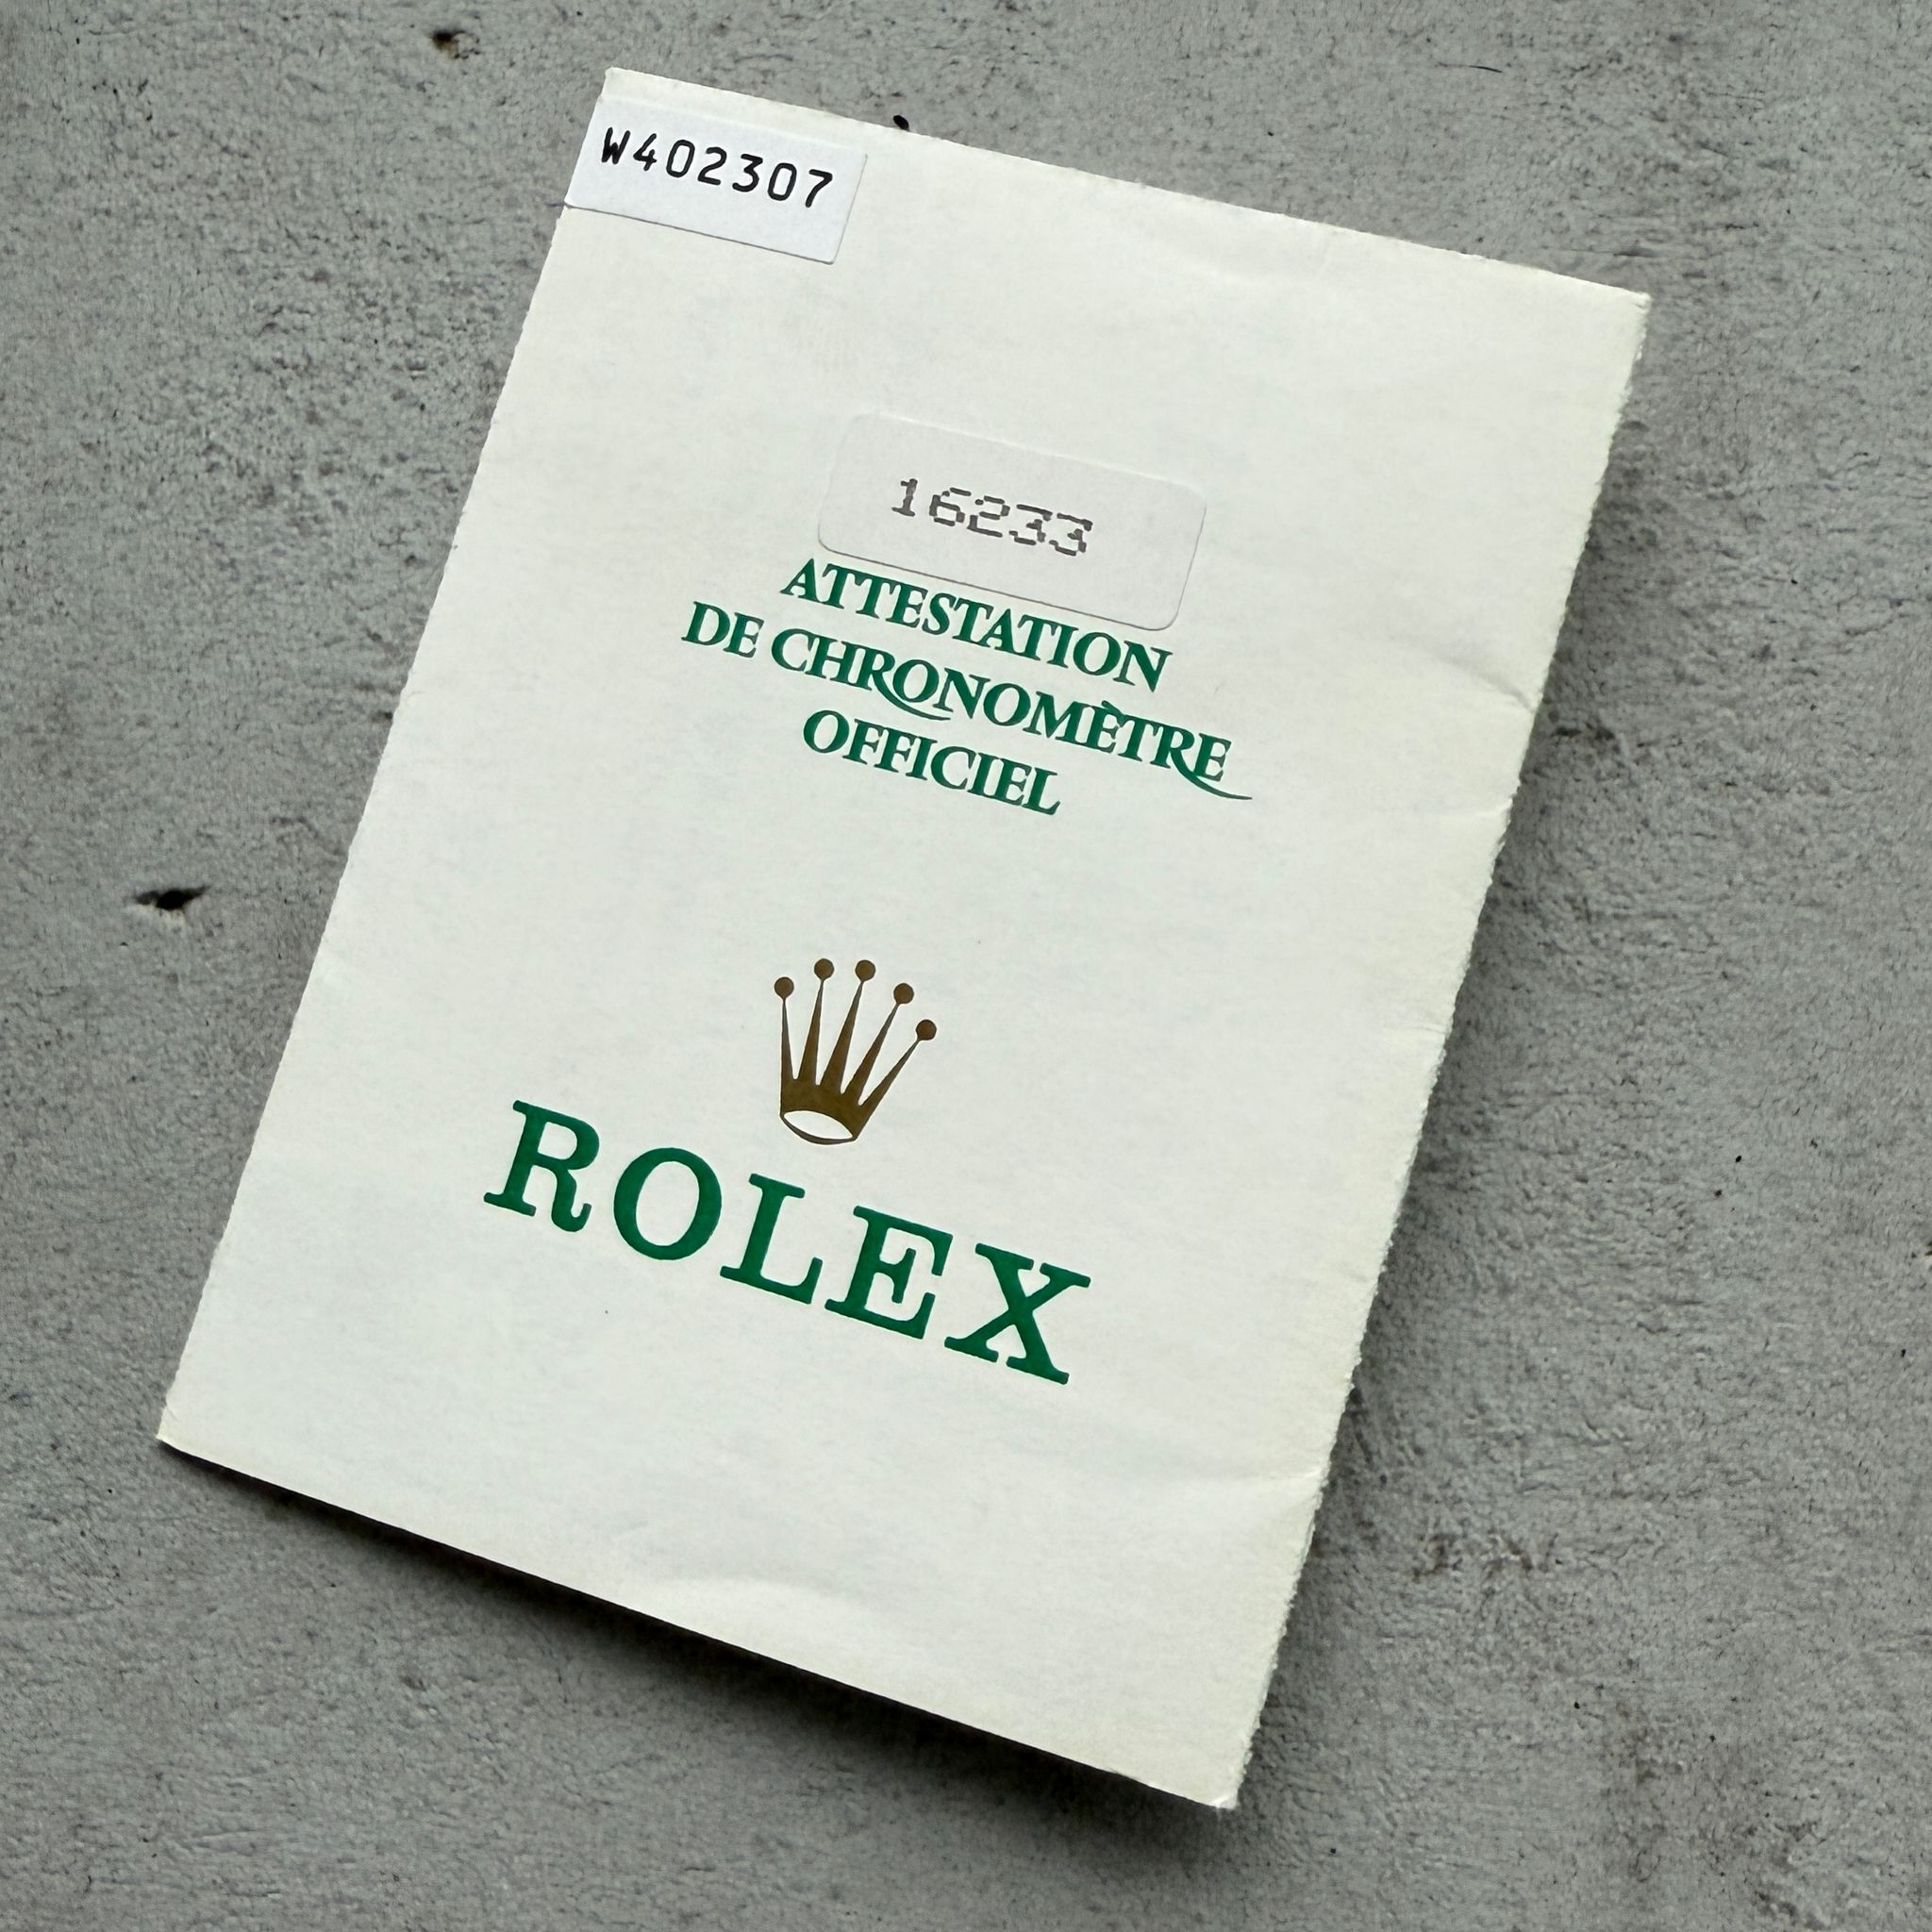 W402307
16233
ATTESTATION
DE CHRONOMÈTRE
OFFICIEL
ROLEX